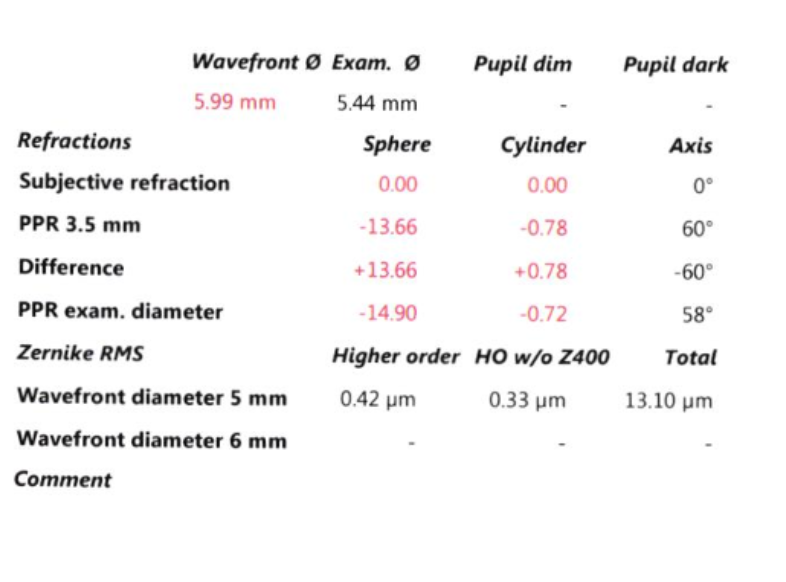 Wavefront Ø Exam. Ø Pupil dim Pupil dark
5.99 mm 5.44 mm - -
Refractions Sphere Cylinder Axis
Subjective refraction 0.00 0.00 0°
PPR 3.5 mm -13.66 -0.78 60°
Difference +13.66 +0.78 -60°
PPR exam. diameter -14.90 -0.72 58°
Zernike RMS Higher order HO w/o Z400 Total
Wavefront diameter 5 mm 0.42 µm 0.33 µm 13.10 µm
Wavefront diameter 6 mm - - -
Comment